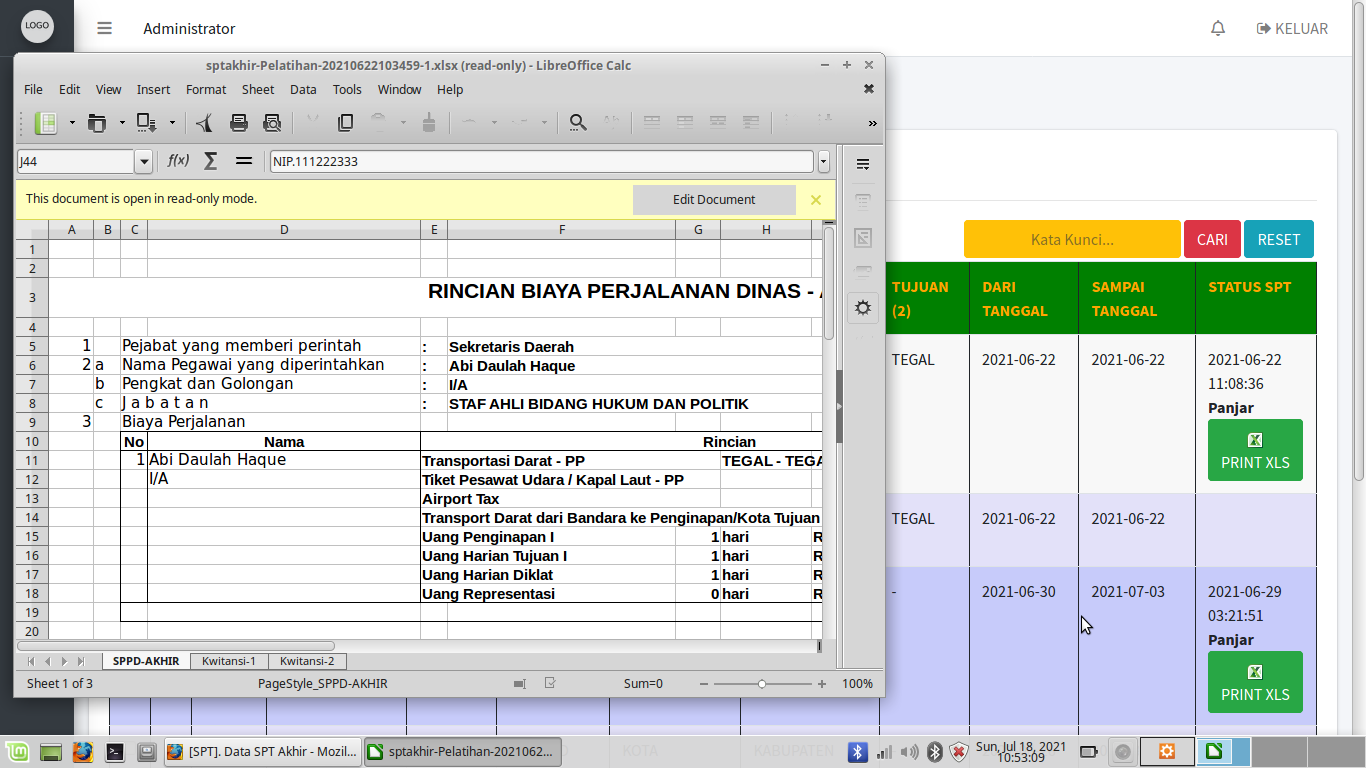 LOGO
Administrator
KELUAR
sptakhir-Pelatihan-20210622103459-1.xlsx (read-only) - LibreOffice Calc
File Edit View Insert Format Sheet Data Tools Window Help
J44 f(x) Σ = NIP.111222333
This document is open in read-only mode. Edit Document
A B C D E F G H
1
2
3 RINCIAN BIAYA PERJALANAN DINAS -
4
5 1 Pejabat yang memberi perintah : Sekretaris Daerah
6 2 a Nama Pegawai yang diperintahkan : Abi Daulah Haque
7 b Pengkat dan Golongan : I/A
8 c J a b a t a n : STAF AHLI BIDANG HUKUM DAN POLITIK
9 3 Biaya Perjalanan
10 No Nama Rincian
11 1 Abi Daulah Haque Transportasi Darat - PP TEGAL - TEGA
12 I/A Tiket Pesawat Udara / Kapal Laut - PP
13 Airport Tax
14 Transport Darat dari Bandara ke Penginapan/Kota Tujuan
15 Uang Penginapan I 1 hari R
16 Uang Harian Tujuan I 1 hari R
17 Uang Harian Diklat 1 hari R
18 Uang Representasi 0 hari R
19
20
SPPD-AKHIR Kwitansi-1 Kwitansi-2
Sheet 1 of 3 PageStyle_SPPD-AKHIR Sum=0 100%
Kata Kunci... CARI RESET
TUJUAN (2) DARI TANGGAL SAMPAI TANGGAL STATUS SPT
TEGAL 2021-06-22 2021-06-22 2021-06-22
11:08:36
Panjar
PRINT XLS
TEGAL 2021-06-22 2021-06-22
- 2021-06-30 2021-07-03 2021-06-29
03:21:51
Panjar
PRINT XLS
KOTA KABUPATEN
[SPT]. Data SPT Akhir - Mozil... sptakhir-Pelatihan-2021062... Sun, Jul 18, 2021
10:53:09